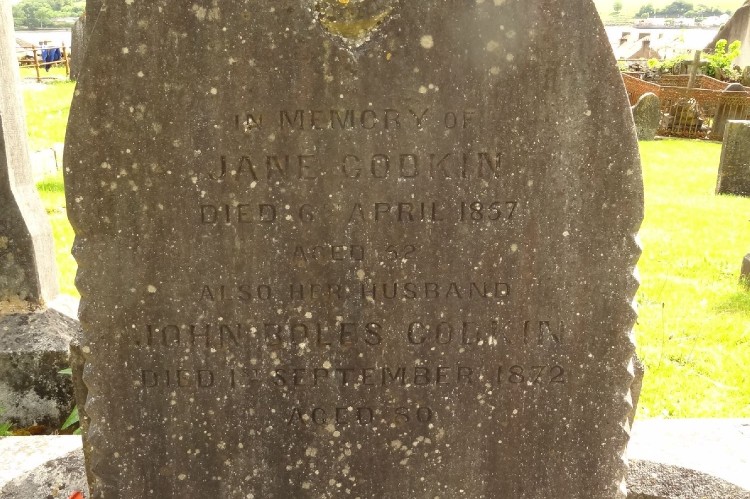 IN MEMORY OF
JANE GODKIN
DIED 6 APRIL 1857
AGED 52
ALSO HER HUSBAND
JOHN GODKIN
DIED SEPTEMBER 1872
AGED